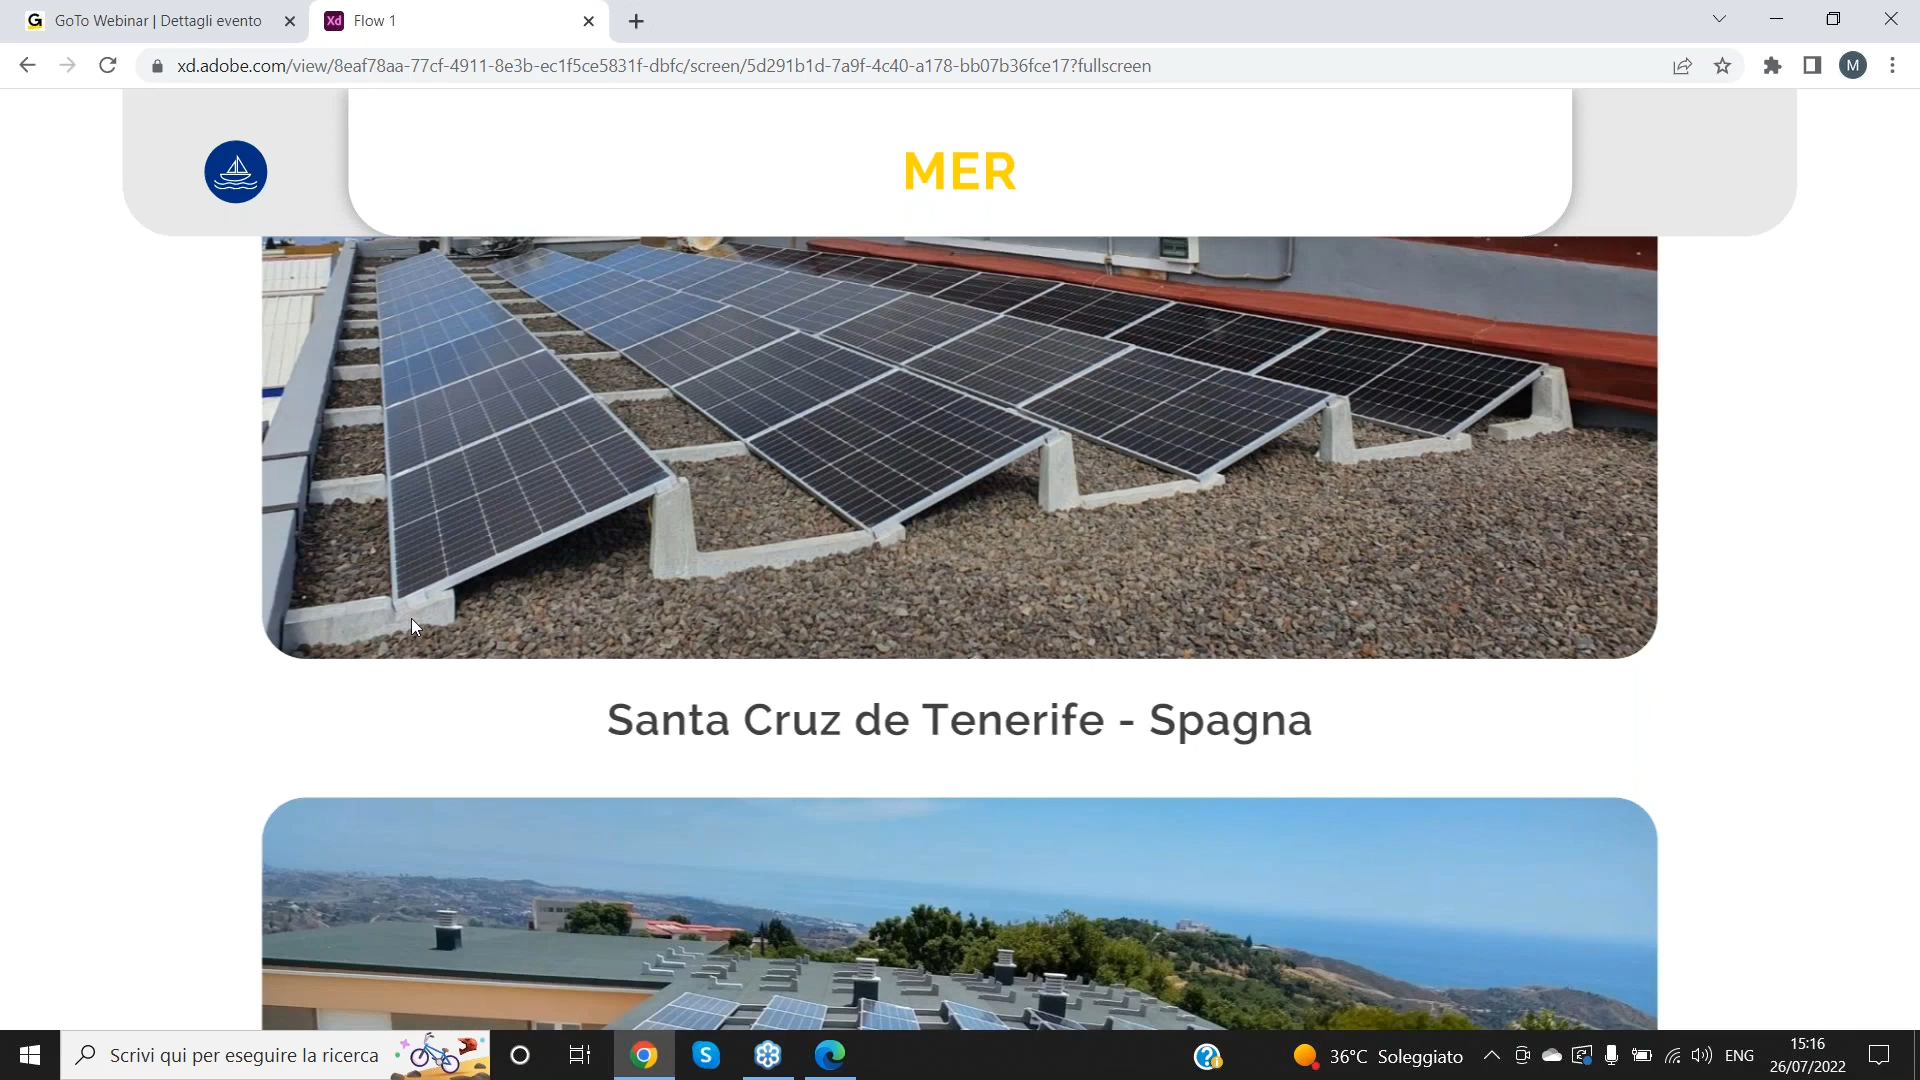 GoTo Webinar | Dettagli evento
Xd Flow 1
xd.adobe.com/view/8eaf78aa-77cf-4911-8e3b-ec1f5ce5831f-dbfc/screen/5d291b1d-7a9f-4c40-a178-bb07b36fce17?fullscreen
M
MER
Santa Cruz de Tenerife - Spagna
Scrivi qui per eseguire la ricerca
36°C Soleggiato
ENG
15:16
26/07/2022